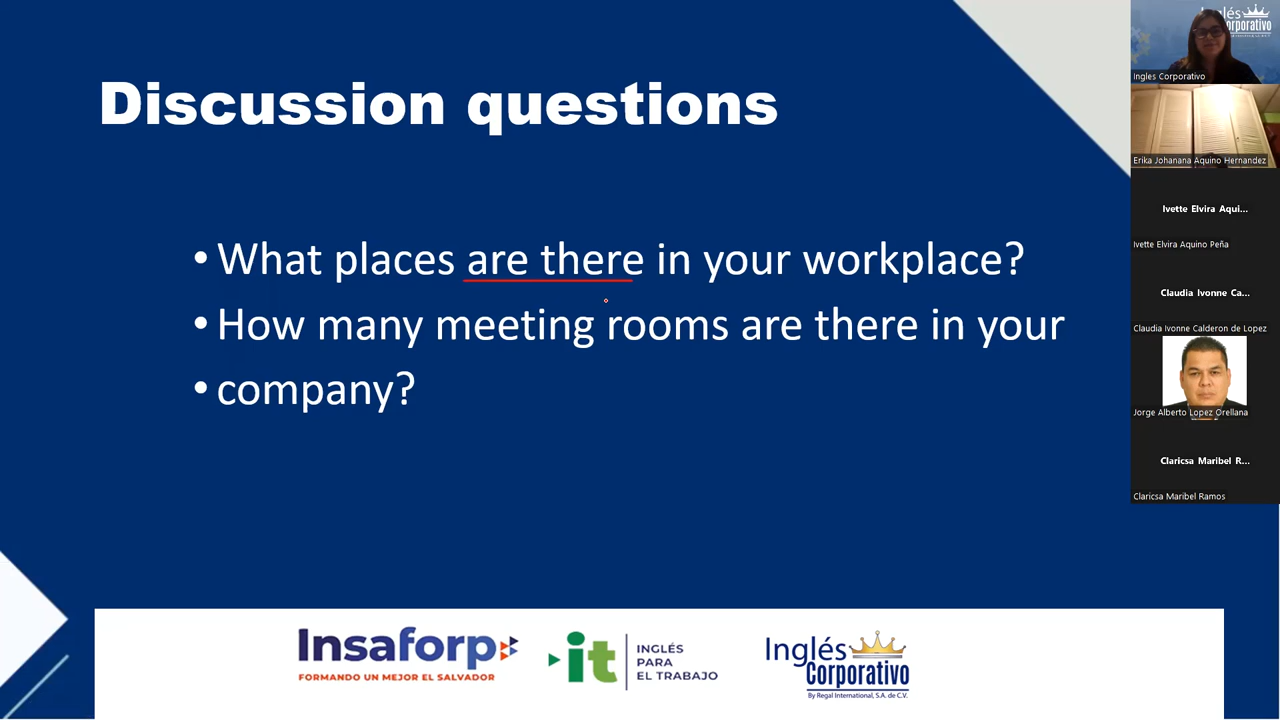 Discussion questions
• What places are there in your workplace?
• How many meeting rooms are there in your
• company?
Insaforp
FORMANDO UN MEJOR EL SALVADOR
it
INGLÉS
PARA
EL TRABAJO
Inglés
Corporativo
By Regal International, S.A. de C.V.
Ingles Corporativo
Erika Johanana Aquino Hernandez
Ivette Elvira Aqui...
Ivette Elvira Aquino Peña
Claudia Ivonne Ca...
Claudia Ivonne Calderon de Lopez
Jorge Alberto Lopez Orellana
Claricsa Maribel R...
Claricsa Maribel Ramos